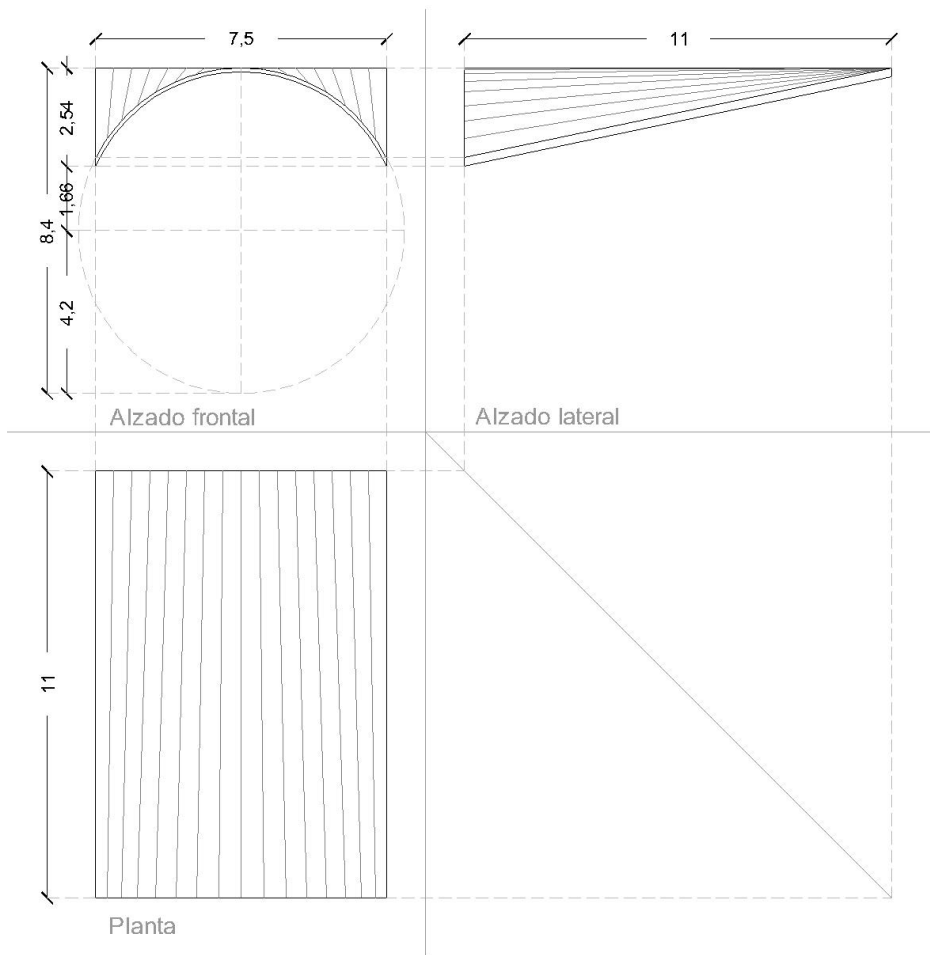 7,5
11
2,54
1,66
8,4
4,2
Alzado frontal
Alzado lateral
11
Planta